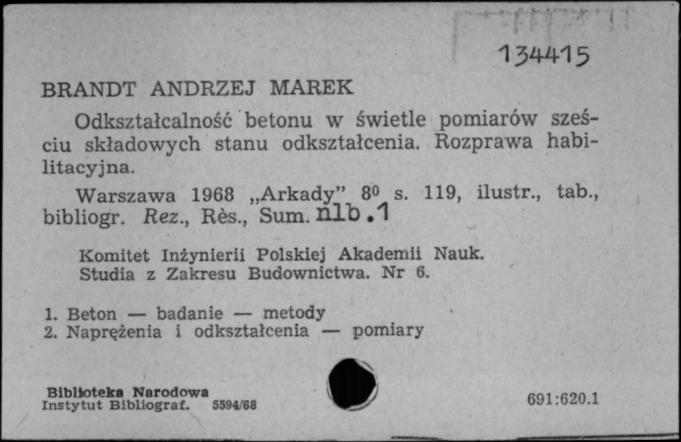 134415
BRANDT ANDRZEJ MAREK
Odkształcalność betonu w świetle pomiarów sześ-
ciu składowych stanu odkształcenia. Rozprawa habi-
litacyjna.
Warszawa 1968 „Arkady” 8⁰ s. 119, ilustr., tab.,
bibliogr. Rez., Rès., Sum. nlb.1
Komitet Inżynierii Polskiej Akademii Nauk.
Studia z Zakresu Budownictwa. Nr 6.
1. Beton — badanie — metody
2. Naprężenia i odkształcenia — pomiary
Biblioteka Narodowa
Instytut Bibliograf. 5594/68
691:620.1